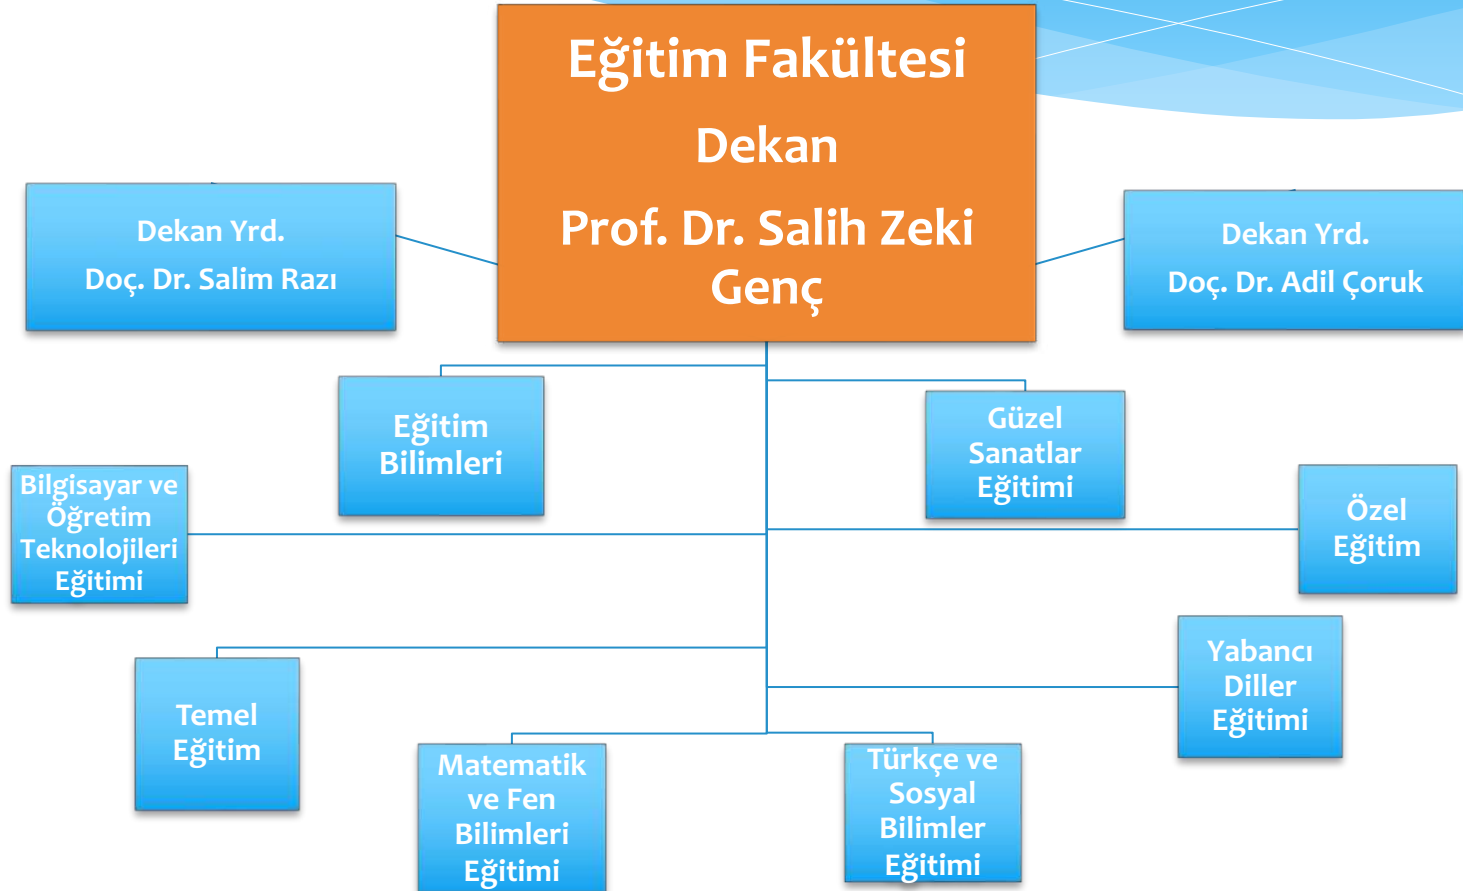 Eğitim Fakültesi
Dekan
Prof. Dr. Salih Zeki
Genç
Dekan Yrd.
Doç. Dr. Salim Razı
Dekan Yrd.
Doç. Dr. Adil Çoruk
Eğitim
Bilimleri
Güzel
Sanatlar
Eğitimi
Bilgisayar ve
Öğretim
Teknolojileri
Eğitimi
Özel
Eğitim
Temel
Eğitim
Yabancı
Diller
Eğitimi
Matematik
ve Fen
Bilimleri
Eğitimi
Türkçe ve
Sosyal
Bilimler
Eğitimi